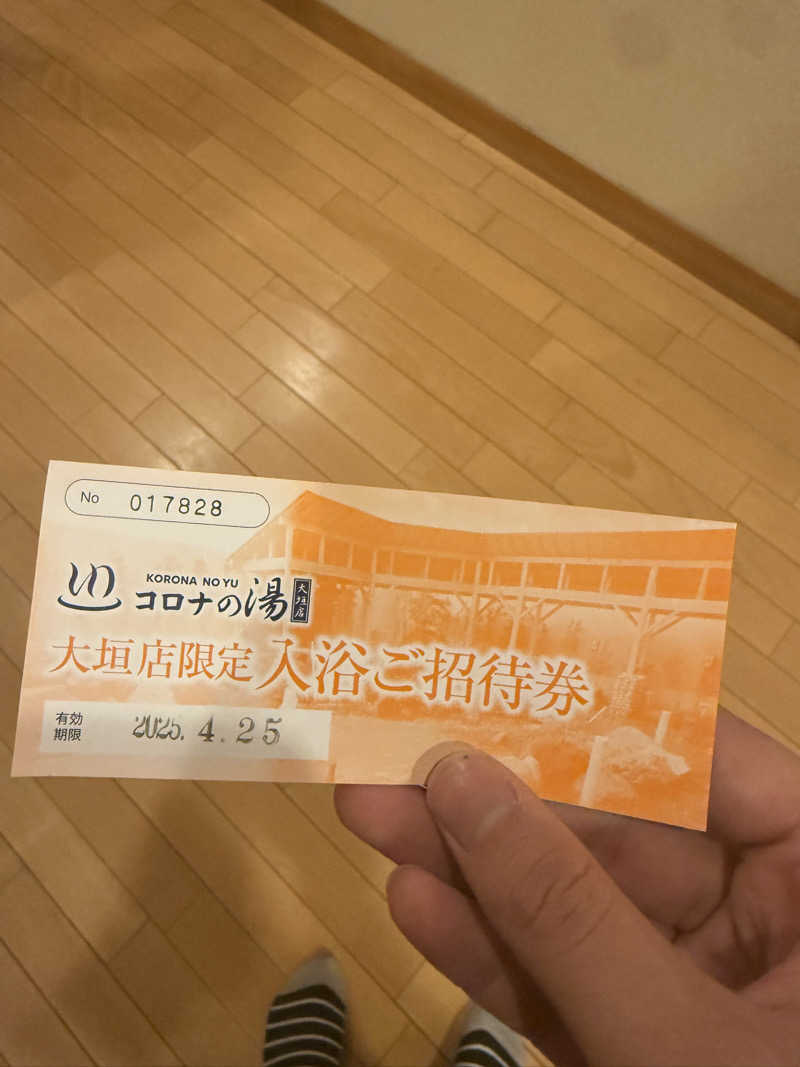 No 017828
KORONA NO YU
コロナの湯 大垣店
大垣店限定 入浴ご招待券
有効期限 2025. 4.25